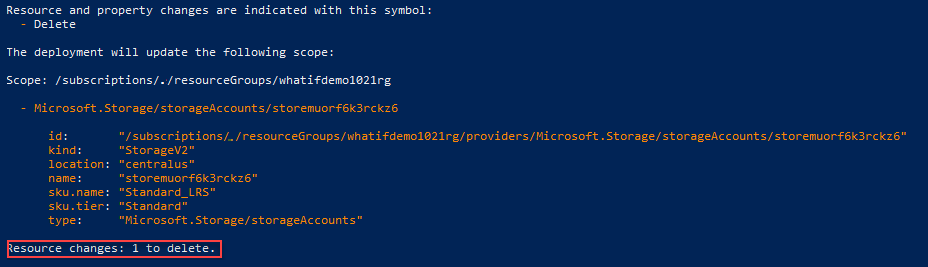 Resource and property changes are indicated with this symbol:
- Delete
The deployment will update the following scope:
Scope: /subscriptions/./resourceGroups/whatifdemo1021rg
- Microsoft.Storage/storageAccounts/storemuorf6k3rckz6
id: "/subscriptions/./resourceGroups/whatifdemo1021rg/providers/Microsoft.Storage/storageAccounts/storemuorf6k3rckz6"
kind: "StorageV2"
location: "centralus"
name: "storemuorf6k3rckz6"
sku.name: "Standard_LRS"
sku.tier: "Standard"
type: "Microsoft.Storage/storageAccounts"
Resource changes: 1 to delete.